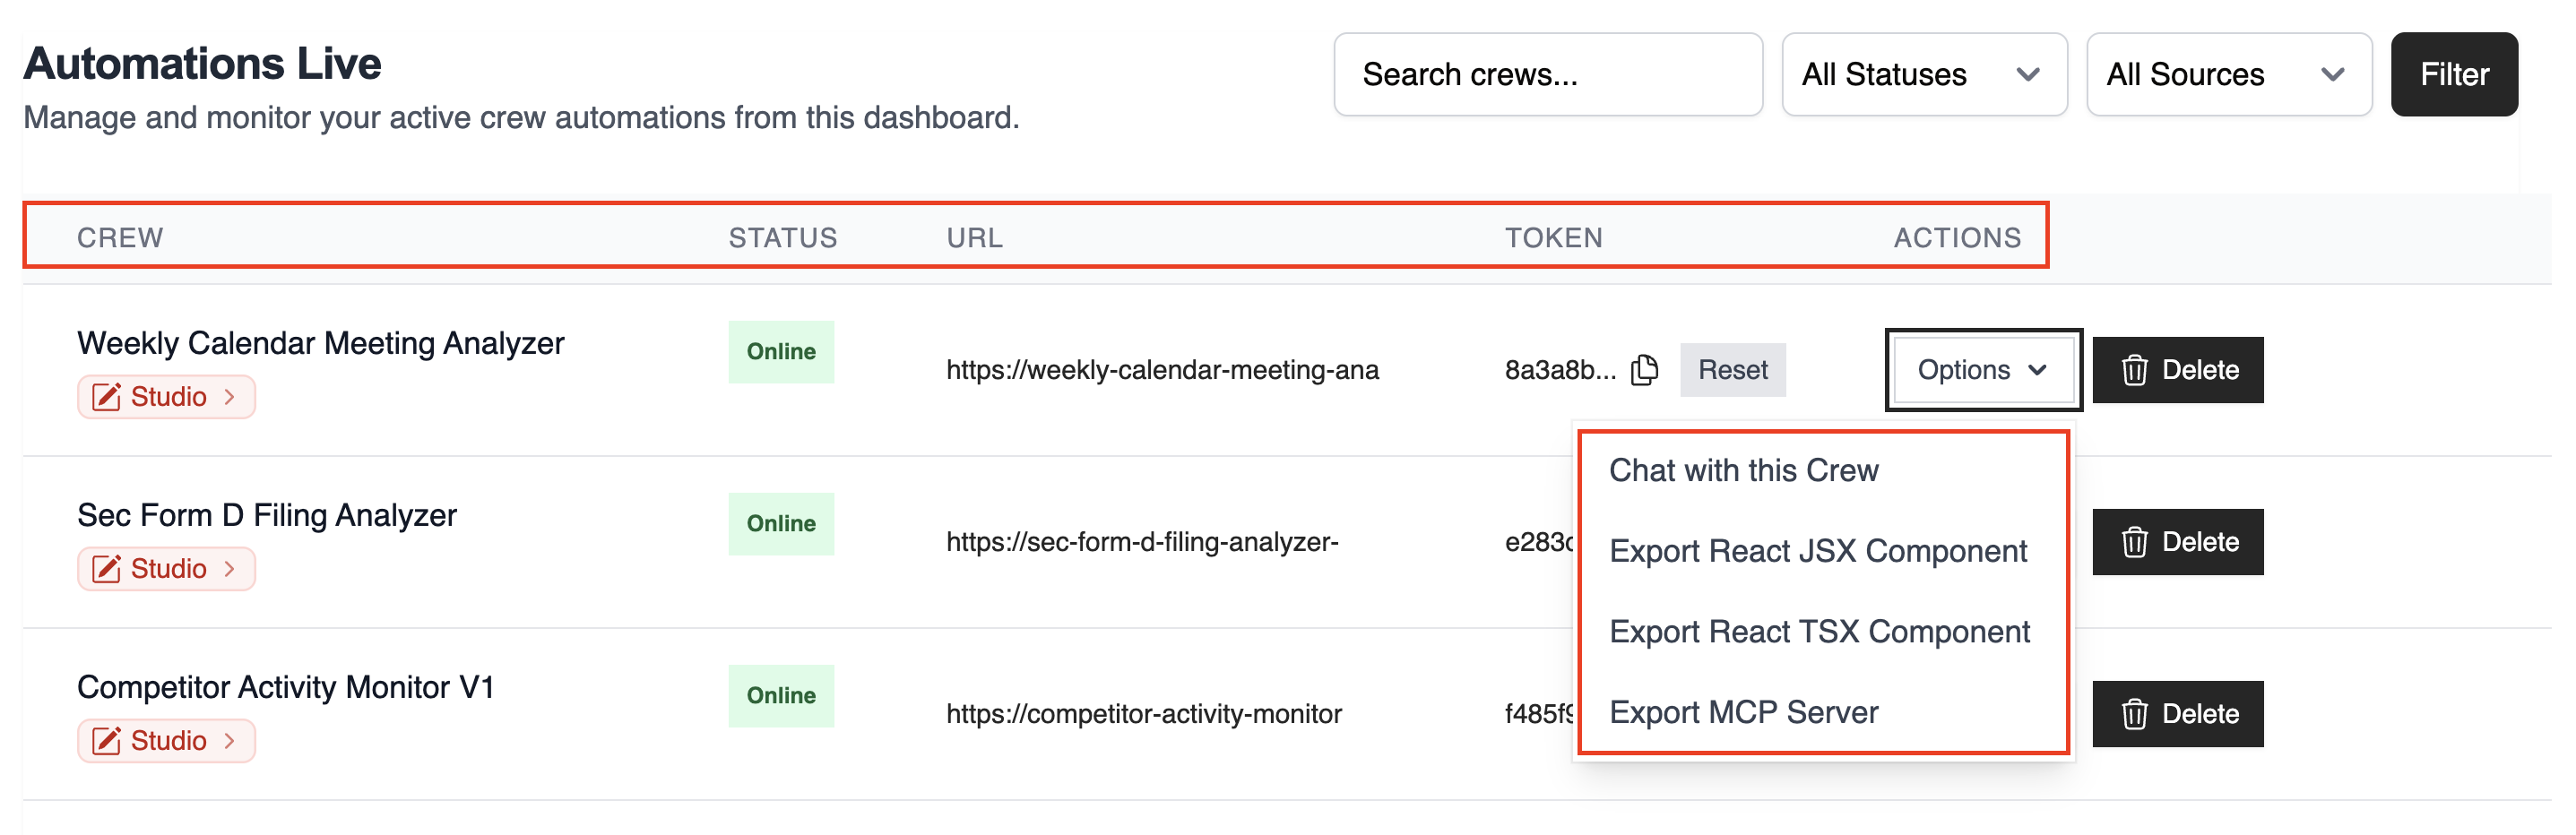 Automations Live
Manage and monitor your active crew automations from this dashboard.
Search crews...
All Statuses
All Sources
Filter
CREW STATUS URL TOKEN ACTIONS
Weekly Calendar Meeting Analyzer
Studio
Online
https://weekly-calendar-meeting-ana
8a3a8b...
Reset
Options
Delete
Chat with this Crew
Export React JSX Component
Export React TSX Component
Export MCP Server
Sec Form D Filing Analyzer
Studio
Online
https://sec-form-d-filing-analyzer-
e283
Delete
Competitor Activity Monitor V1
Studio
Online
https://competitor-activity-monitor
f485f
Delete